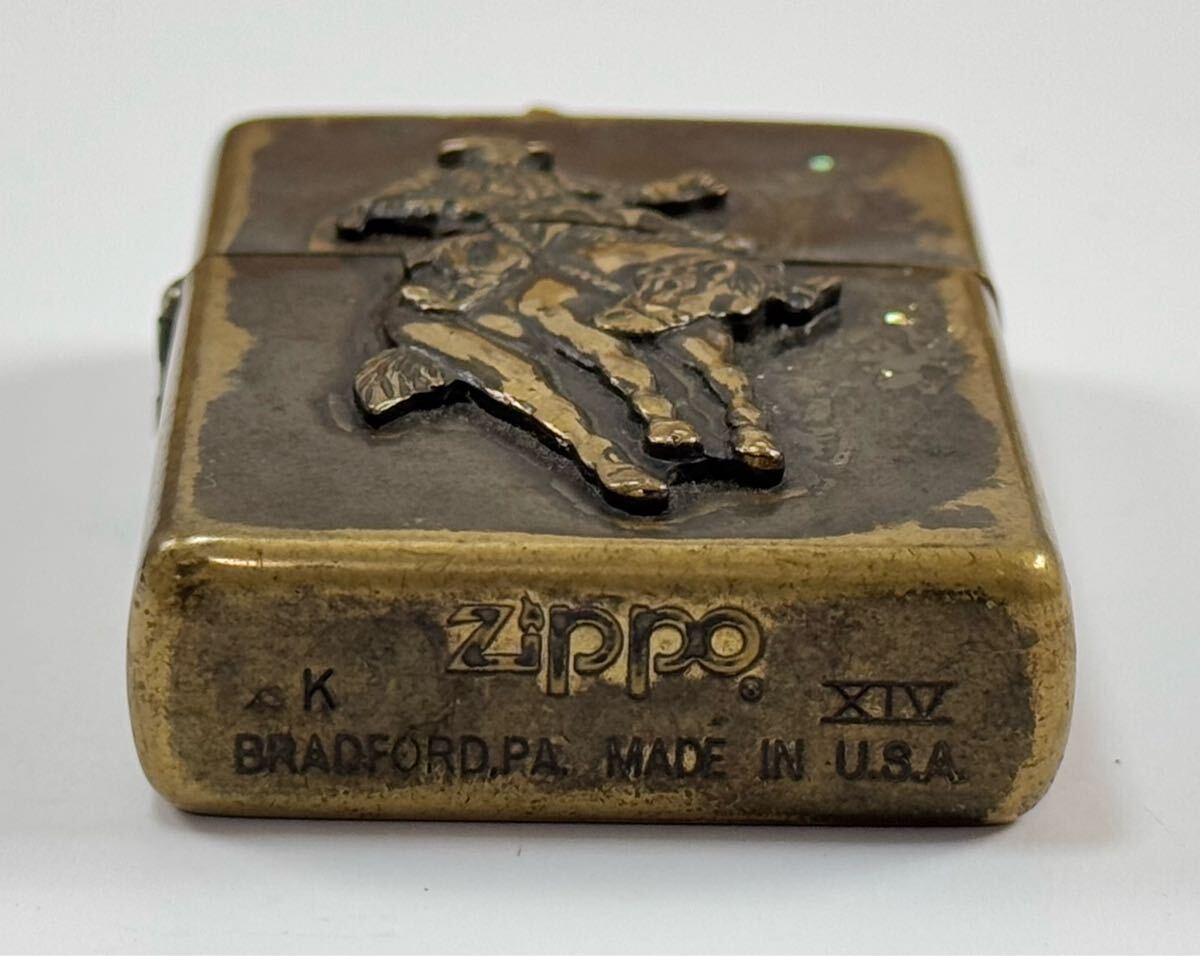 Zippo®
K XIV
BRADFORD,PA. MADE IN U.S.A.